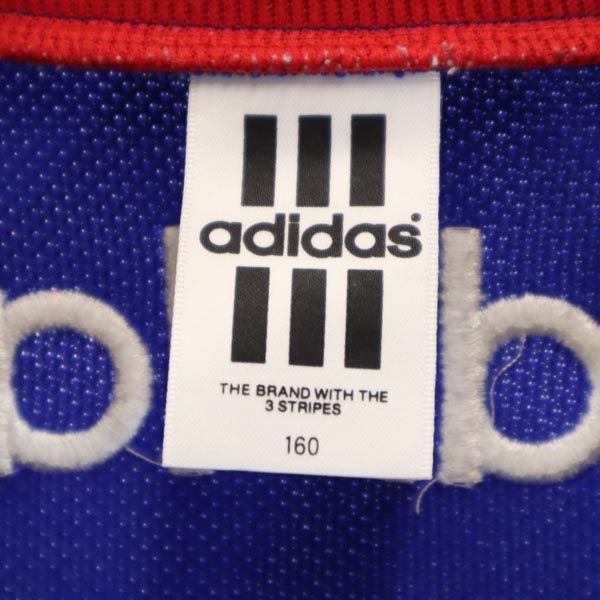 adidas
THE BRAND WITH THE
3 STRIPES
160